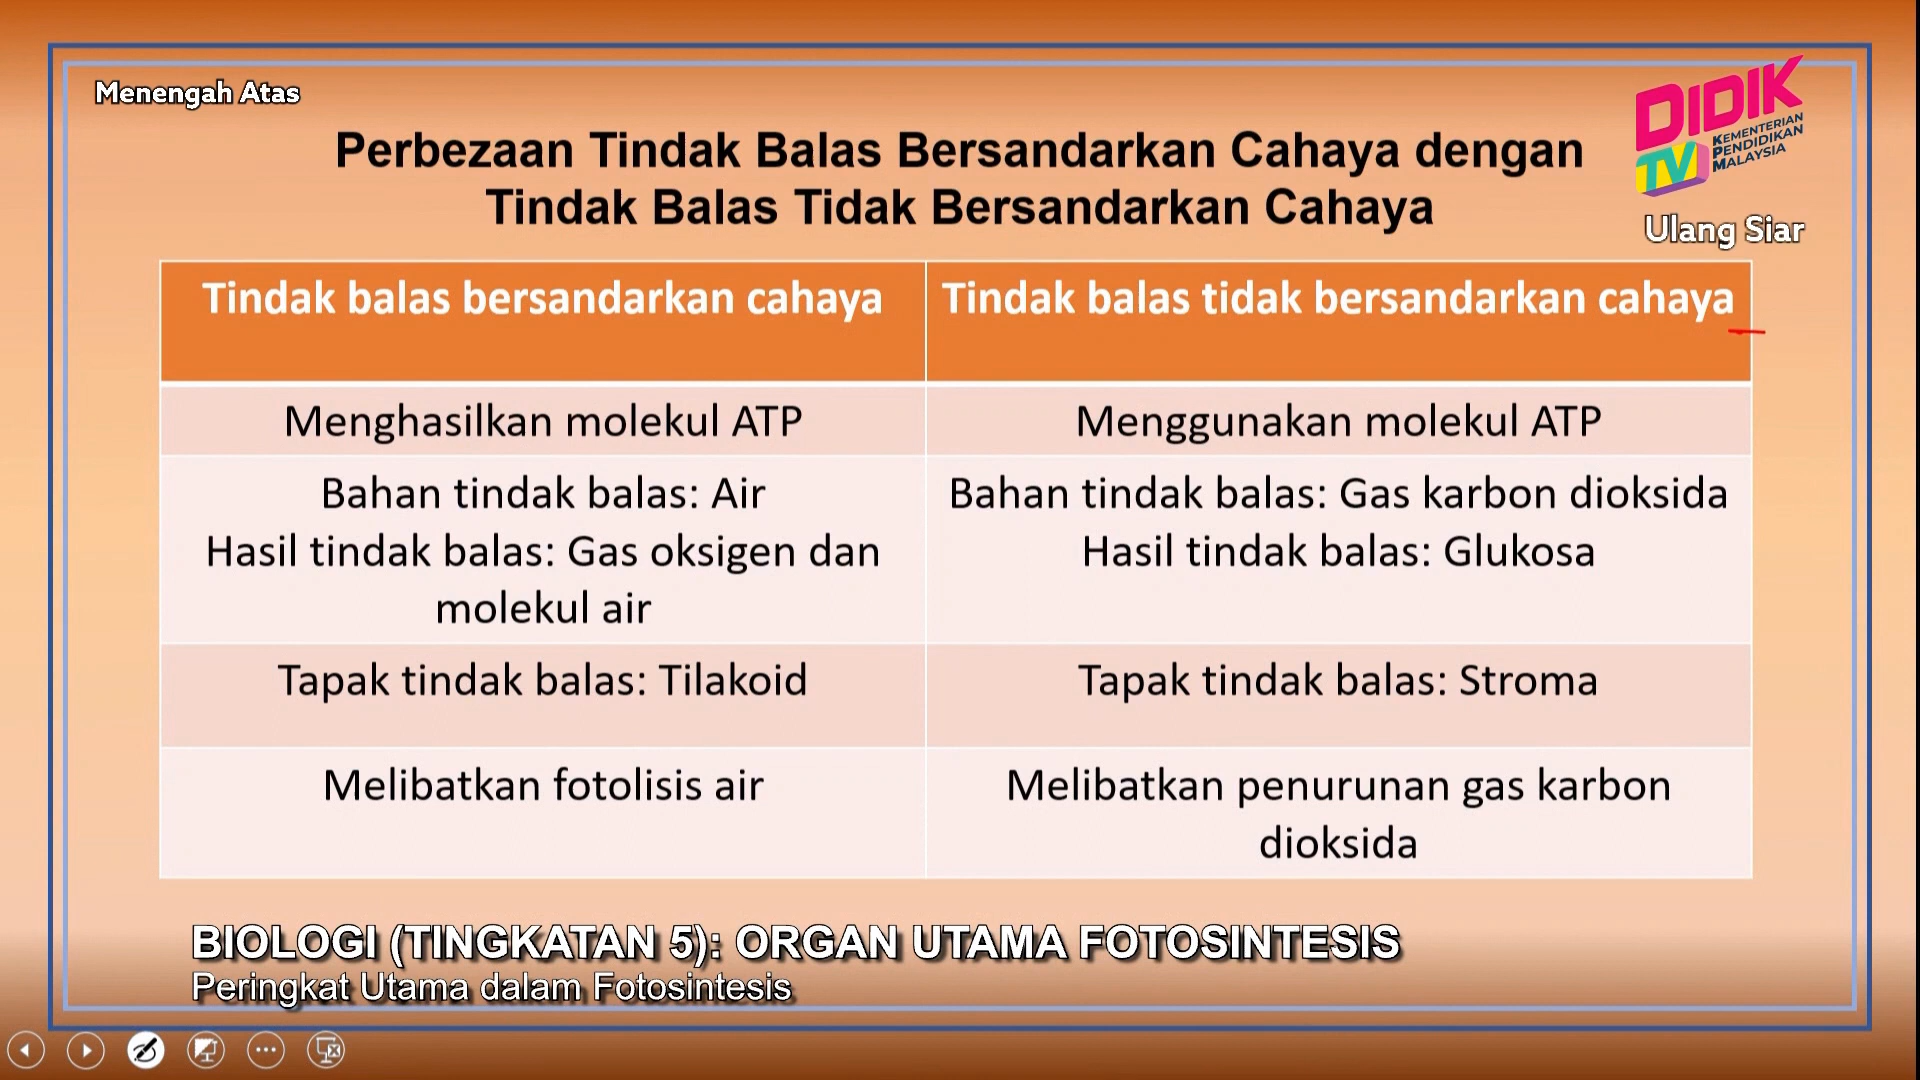 Menengah Atas
DIDIK
TV
KEMENTERIAN
PENDIDIKAN
MALAYSIA
Ulang Siar
Perbezaan Tindak Balas Bersandarkan Cahaya dengan
Tindak Balas Tidak Bersandarkan Cahaya
Tindak balas bersandarkan cahaya
Tindak balas tidak bersandarkan cahaya
Menghasilkan molekul ATP
Menggunakan molekul ATP
Bahan tindak balas: Air
Hasil tindak balas: Gas oksigen dan
molekul air
Bahan tindak balas: Gas karbon dioksida
Hasil tindak balas: Glukosa
Tapak tindak balas: Tilakoid
Tapak tindak balas: Stroma
Melibatkan fotolisis air
Melibatkan penurunan gas karbon
dioksida
BIOLOGI (TINGKATAN 5): ORGAN UTAMA FOTOSINTESIS
Peringkat Utama dalam Fotosintesis